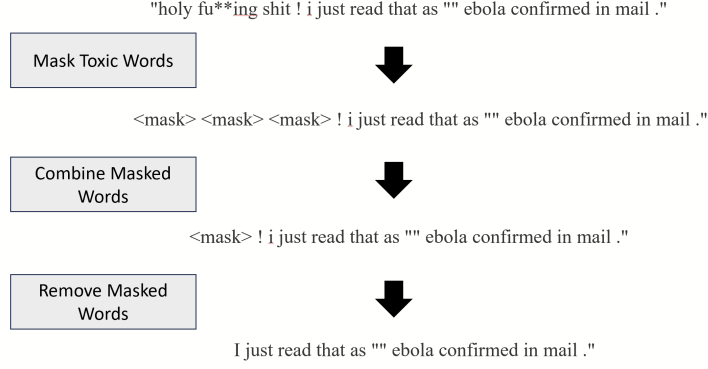 "holy fu**ing shit ! i just read that as "" ebola confirmed in mail ."
Mask Toxic Words
<mask> <mask> <mask> ! i just read that as "" ebola confirmed in mail ."
Combine Masked
Words
<mask> ! i just read that as "" ebola confirmed in mail ."
Remove Masked
Words
I just read that as "" ebola confirmed in mail ."